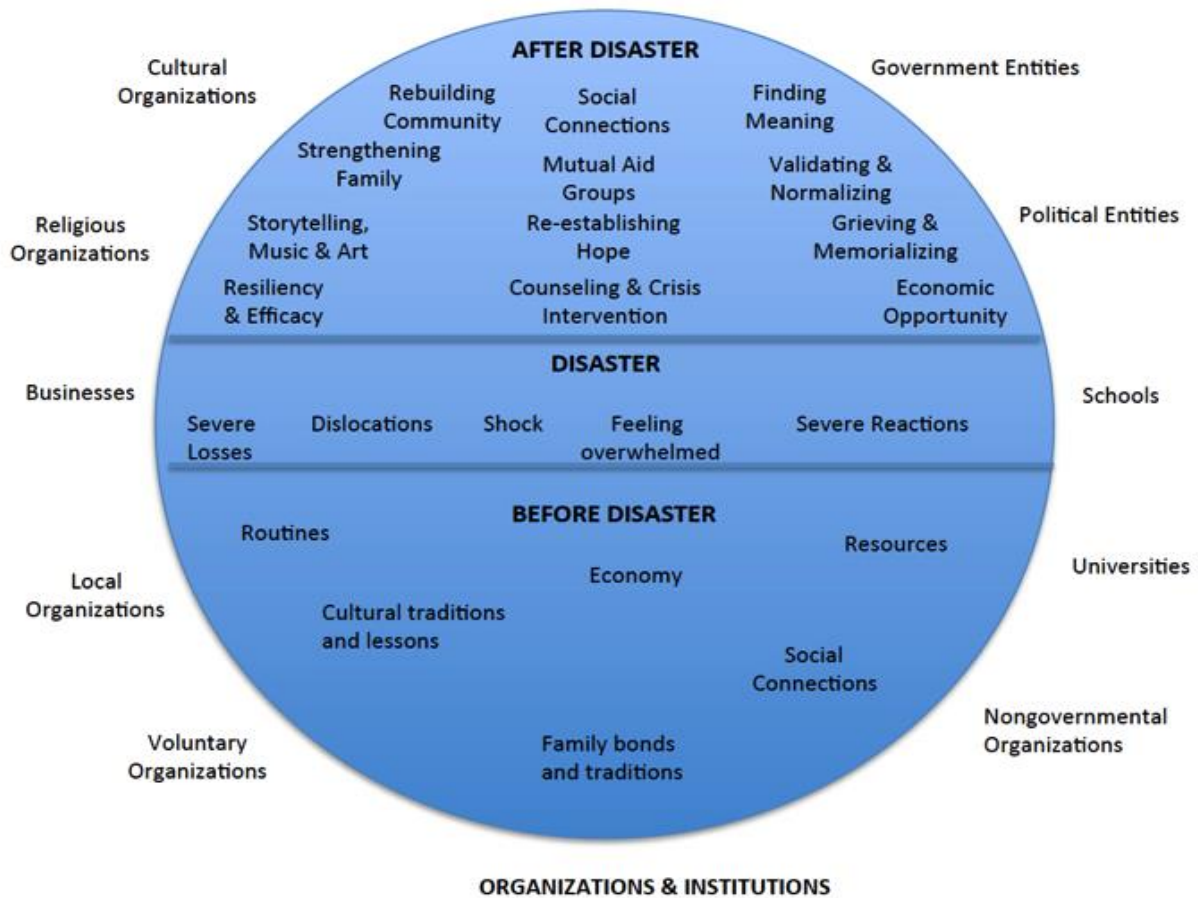 AFTER DISASTER
Cultural
Organizations
Government Entities
Rebuilding
Community
Social
Connections
Finding
Meaning
Strengthening
Family
Mutual Aid
Groups
Validating &
Normalizing
Religious
Organizations
Storytelling,
Music & Art
Re-establishing
Hope
Grieving &
Memorializing
Political Entities
Resiliency
& Efficacy
Counseling & Crisis
Intervention
Economic
Opportunity
DISASTER
Businesses
Schools
Severe
Losses
Dislocations
Shock
Feeling
overwhelmed
Severe Reactions
BEFORE DISASTER
Routines
Resources
Economy
Universities
Local
Organizations
Cultural traditions
and lessons
Social
Connections
Nongovernmental
Organizations
Voluntary
Organizations
Family bonds
and traditions
ORGANIZATIONS & INSTITUTIONS